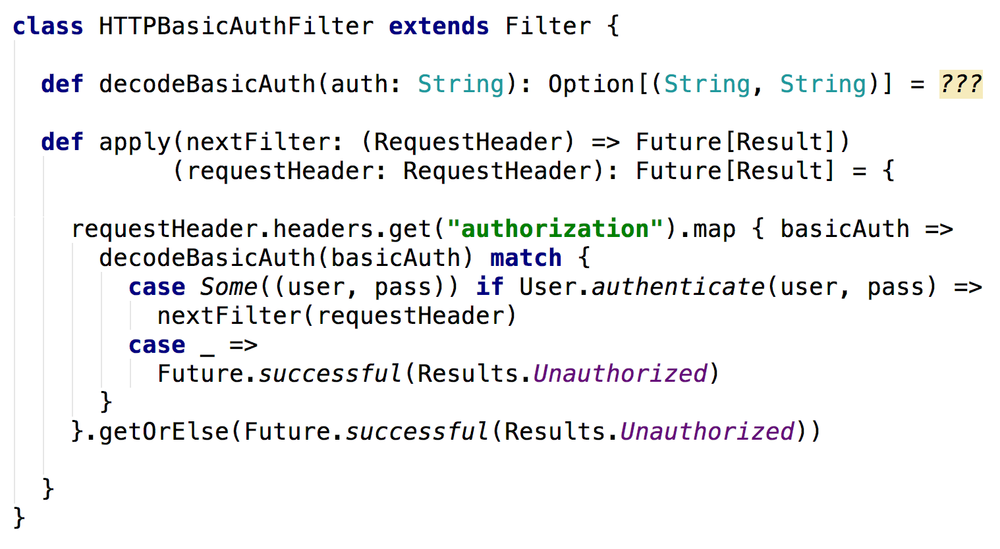 class HTTPBasicAuthFilter extends Filter {
def decodeBasicAuth(auth: String): Option[(String, String)] = ???
def apply(nextFilter: (RequestHeader) => Future[Result])
(requestHeader: RequestHeader): Future[Result] = {
requestHeader.headers.get("authorization").map { basicAuth =>
decodeBasicAuth(basicAuth) match {
case Some((user, pass)) if User.authenticate(user, pass) =>
nextFilter(requestHeader)
case _ =>
Future.successful(Results.Unauthorized)
}
}.getOrElse(Future.successful(Results.Unauthorized))
}
}